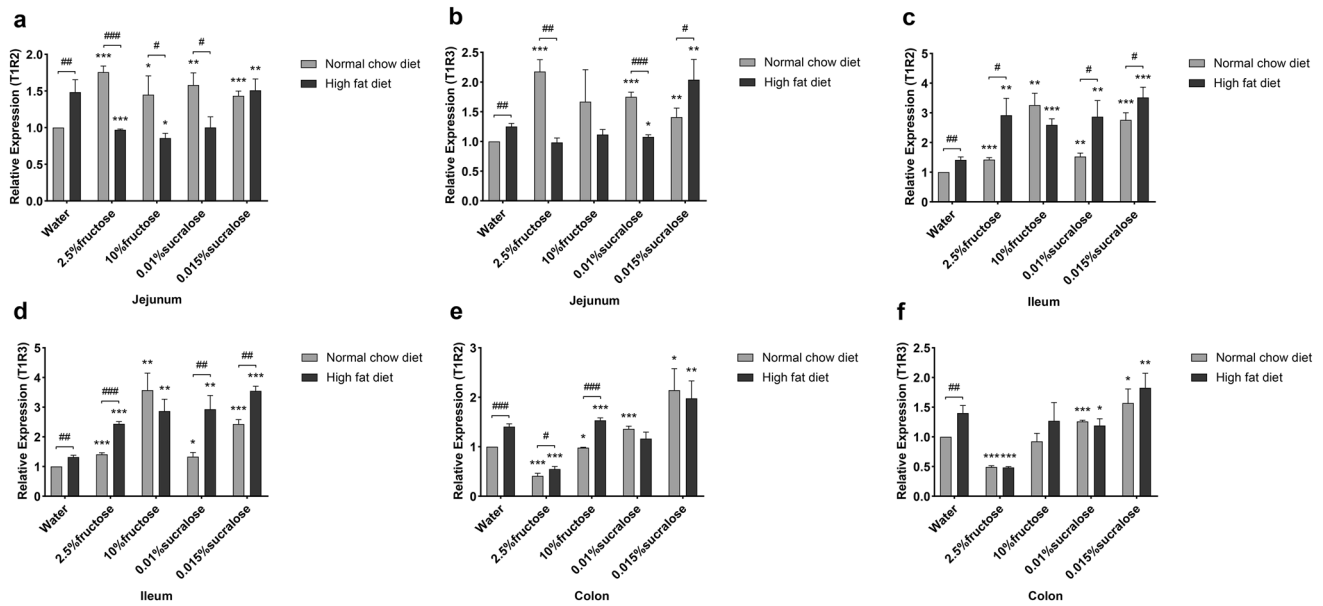 a
Relative Expression (T1R2)
2.0
1.5
1.0
0.5
0.0
##
***
###
***
*
#
*
**
#
***
**
Normal chow diet
High fat diet
Water
2.5%fructose
10%fructose
0.01%sucralose
0.015%sucralose
Jejunum
b
Relative Expression (T1R3)
2.5
2.0
1.5
1.0
0.5
0.0
##
***
##
***
###
*
**
#
**
Normal chow diet
High fat diet
Water
2.5%fructose
10%fructose
0.01%sucralose
0.015%sucralose
Jejunum
c
Relative Expression (T1R2)
5
4
3
2
1
0
##
***
#
**
**
***
**
#
**
***
#
***
Normal chow diet
High fat diet
Water
2.5%fructose
10%fructose
0.01%sucralose
0.015%sucralose
Ileum
d
Relative Expression (T1R3)
5
4
3
2
1
0
##
***
###
***
**
**
*
##
**
***
##
***
Normal chow diet
High fat diet
Water
2.5%fructose
10%fructose
0.01%sucralose
0.015%sucralose
Ileum
e
Relative Expression (T1R2)
3
2
1
0
###
***
#
***
*
###
***
***
*
**
Normal chow diet
High fat diet
Water
2.5%fructose
10%fructose
0.01%sucralose
0.015%sucralose
Colon
f
Relative Expression (T1R3)
2.5
2.0
1.5
1.0
0.5
0.0
##
***
***
***
*
*
**
Normal chow diet
High fat diet
Water
2.5%fructose
10%fructose
0.01%sucralose
0.015%sucralose
Colon